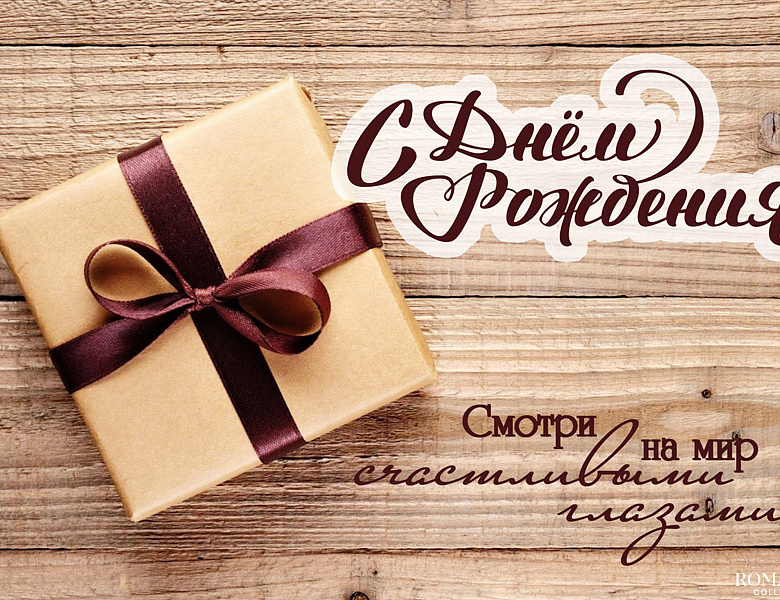 С Днём
Рождения
Смотри
на мир
счастливыми
глазами